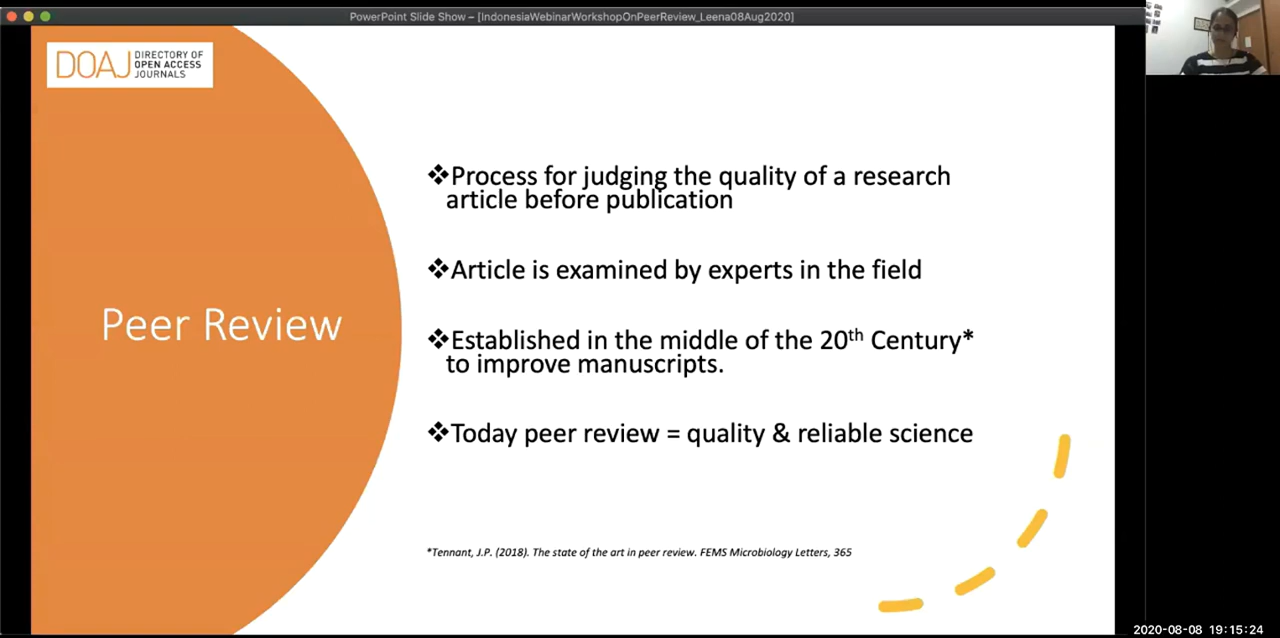 PowerPoint Slide Show – [IndonesiaWebinarWorkshopOnPeerReview_Leena08Aug2020]
DOAJ
DIRECTORY OF
OPEN ACCESS
JOURNALS
Peer Review
❖Process for judging the quality of a research
article before publication
❖Article is examined by experts in the field
❖Established in the middle of the 20th Century*
to improve manuscripts.
❖Today peer review = quality & reliable science
*Tennant, J.P. (2018). The state of the art in peer review. FEMS Microbiology Letters, 365
2020-08-08 19:15:24